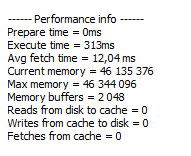 ------ Performance info ------
Prepare time = 0ms
Execute time = 313ms
Avg fetch time = 12,04 ms
Current memory = 46 135 376
Max memory = 46 344 096
Memory buffers = 2 048
Reads from disk to cache = 0
Writes from cache to disk = 0
Fetches from cache = 0